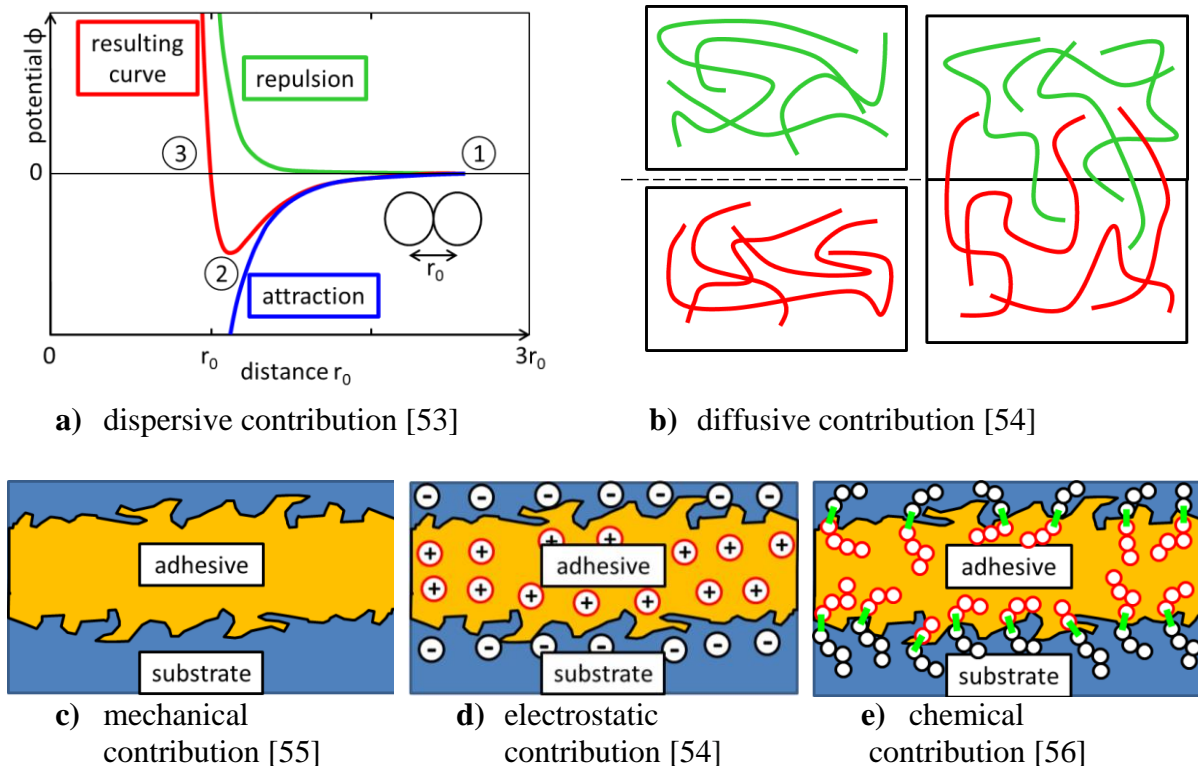 potential ϕ
resulting
curve
repulsion
①
③
0
②
attraction
r₀
0
r₀
3r₀
distance r₀
a) dispersive contribution [53]
b) diffusive contribution [54]
adhesive
substrate
c) mechanical
contribution [55]
- - - - - - -
+ + + + +
adhesive
+ + + + + + + +
- - - - - - -
substrate
d) electrostatic
contribution [54]
adhesive
substrate
e) chemical
contribution [56]